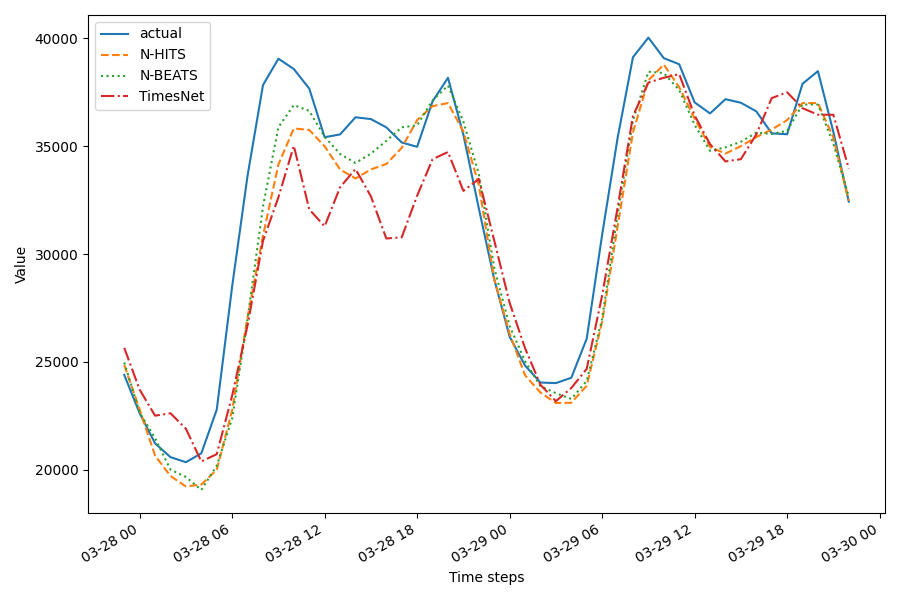 actual
N-HITS
N-BEATS
TimesNet
40000
35000
30000
25000
20000
Value
03-28 00
03-28 06
03-28 12
03-28 18
03-29 00
03-29 06
03-29 12
03-29 18
03-30 00
Time steps